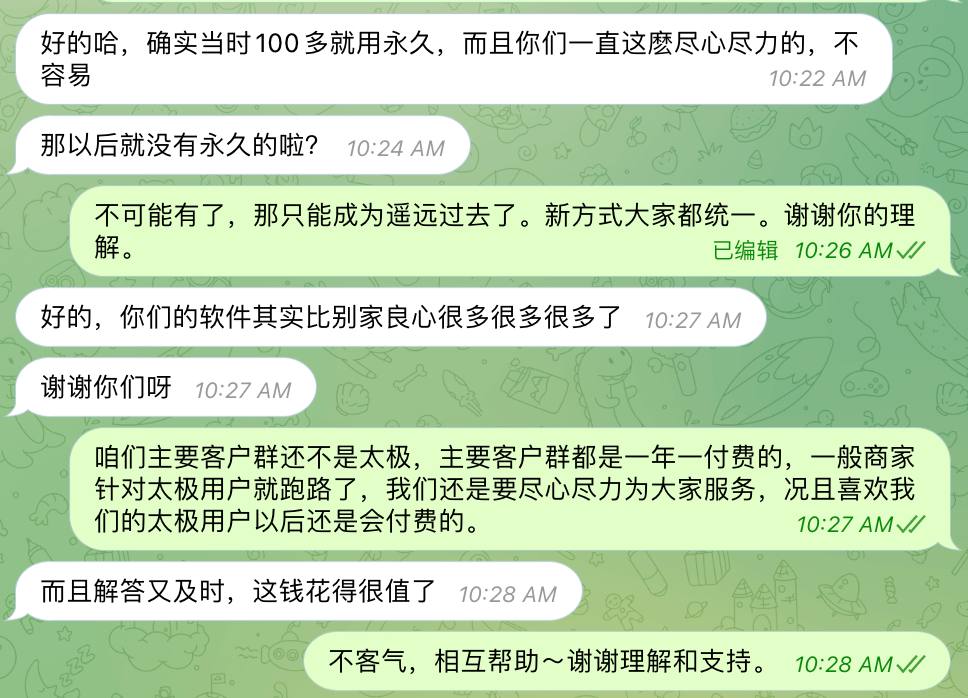 好的哈，确实当时100多就用永久，而且你们一直这麽尽心尽力的，不
容易
10:22 AM
那以后就没有永久的啦？ 10:24 AM
不可能有了，那只能成为遥远过去了。新方式大家都统一。谢谢你的理
解。
已编辑 10:26 AM
好的，你们的软件其实比别家良心很多很多很多了 10:27 AM
谢谢你们呀 10:27 AM
咱们主要客户群还不是太极，主要客户群都是一年一付费的，一般商家
针对太极用户就跑路了，我们还是要尽心尽力为大家服务，况且喜欢我
们的太极用户以后还是会付费的。
10:27 AM
而且解答又及时，这钱花得很值了 10:28 AM
不客气，相互帮助～谢谢理解和支持。 10:28 AM